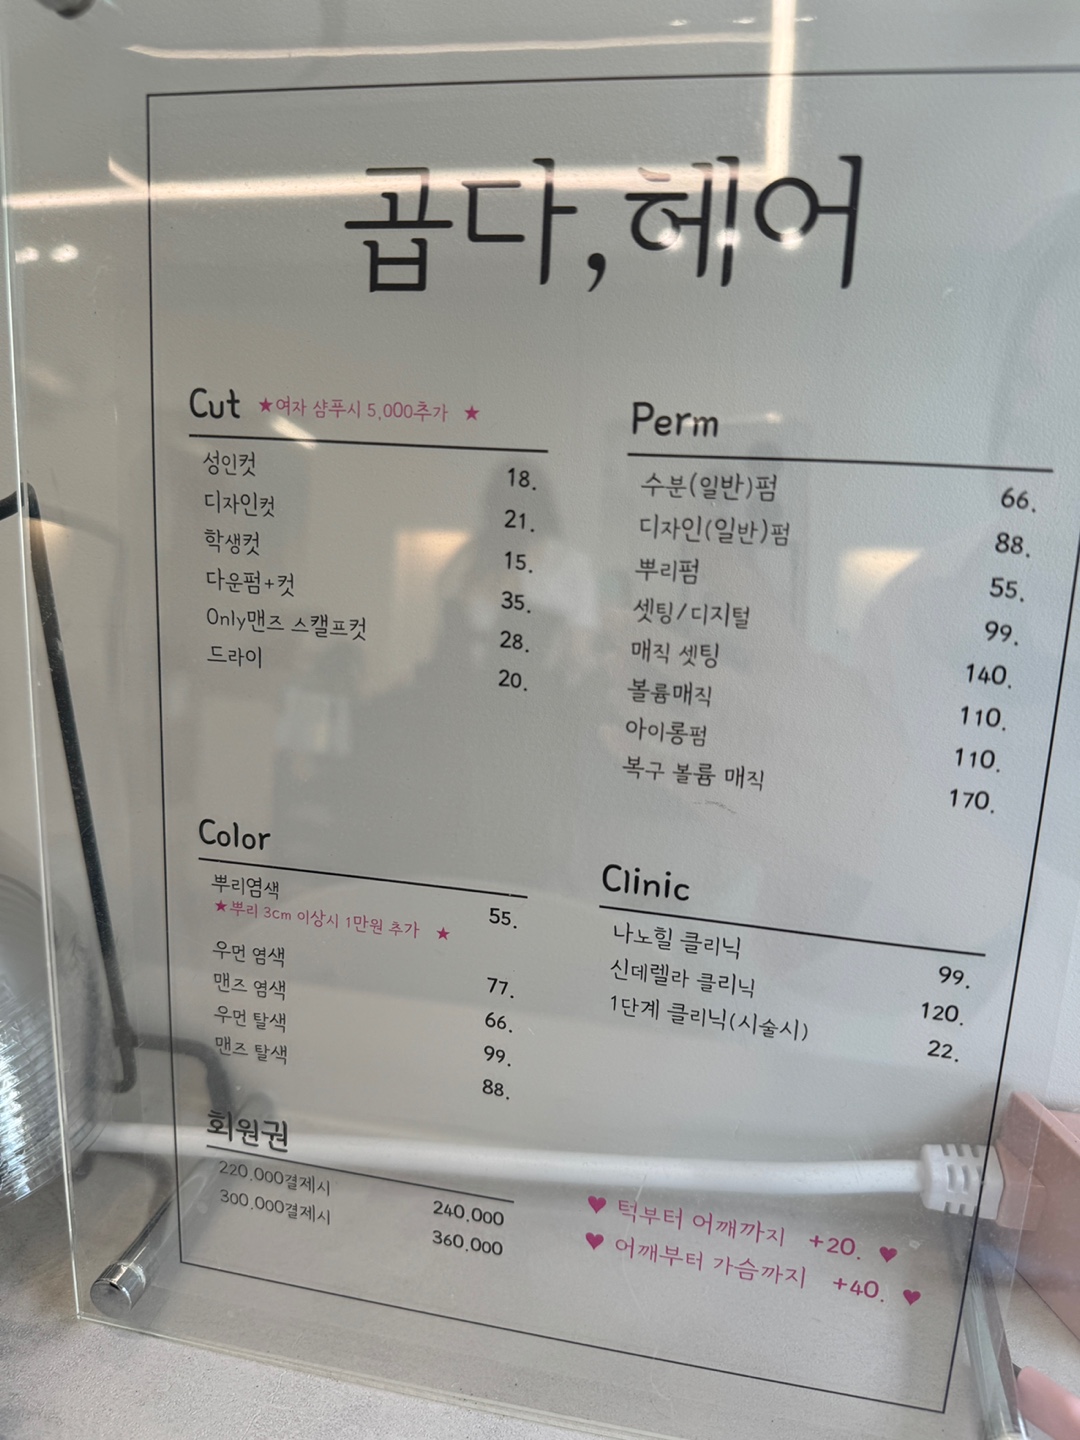 곱다,헤어
Cut ★여자 샴푸시 5,000추가 ★
성인컷 18.
디자인컷 21.
학생컷 15.
다운펌+컷 35.
Only맨즈 스캘프컷 28.
드라이 20.
Perm
수분(일반)펌 66.
디자인(일반)펌 88.
뿌리펌 55.
셋팅/디지털 99.
매직 셋팅 140.
볼륨매직 110.
아이롱펌 110.
복구 볼륨 매직 170.
Color
뿌리염색 55.
★뿌리 3cm 이상시 1만원 추가 ★
우먼 염색 77.
맨즈 염색 66.
우먼 탈색 99.
맨즈 탈색 88.
Clinic
나노힐 클리닉 99.
신데렐라 클리닉 120.
1단계 클리닉(시술시) 22.
회원권
220.000결제시 240.000
300.000결제시 360.000
♥ 턱부터 어깨까지 +20. ♥
♥ 어깨부터 가슴까지 +40. ♥